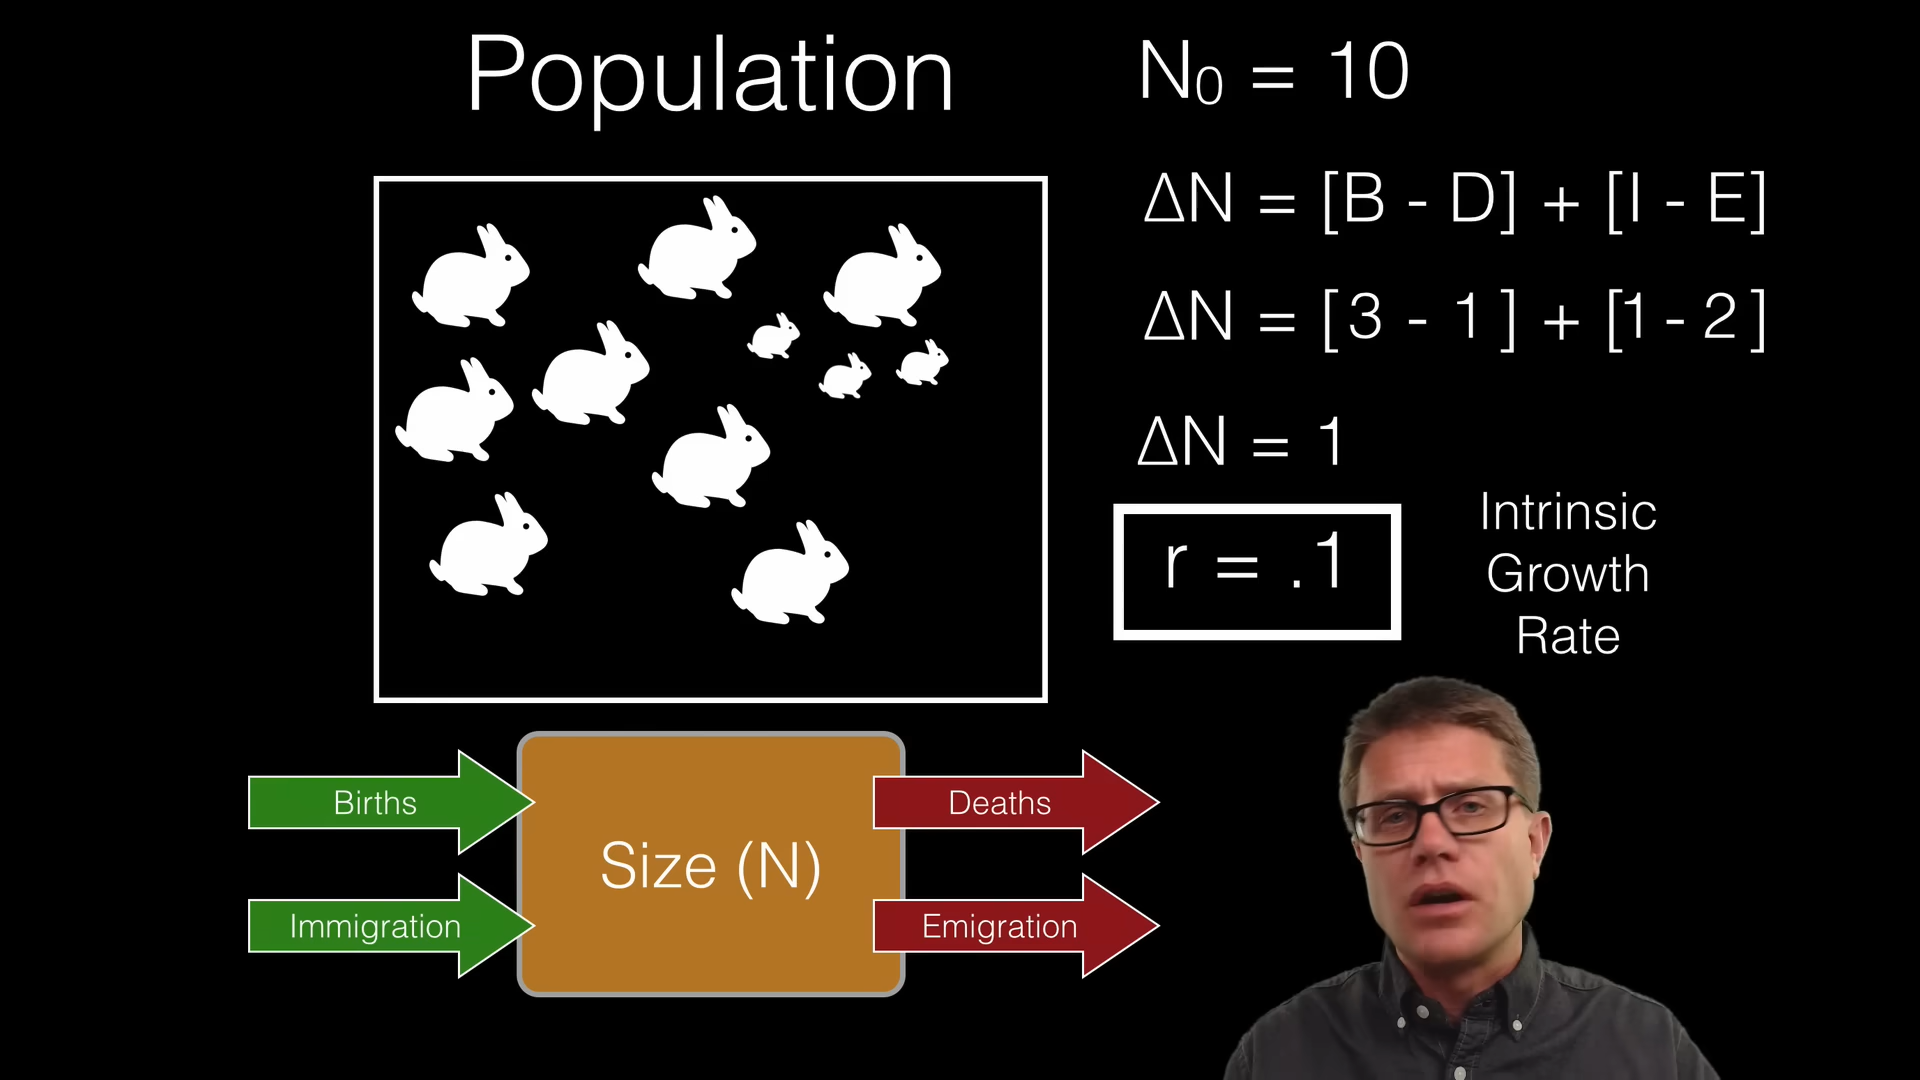 Population
N₀ = 10
ΔN = [B - D] + [I - E]
ΔN = [3 - 1] + [1 - 2]
ΔN = 1
r = .1
Intrinsic
Growth
Rate
Births
Immigration
Size (N)
Deaths
Emigration